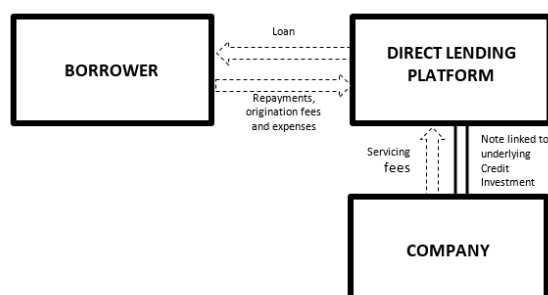 Loan
BORROWER
DIRECT LENDING
PLATFORM
Repayments,
origination fees
and expenses
Servicing
fees
Note linked to
underlying
Credit
Investment
COMPANY